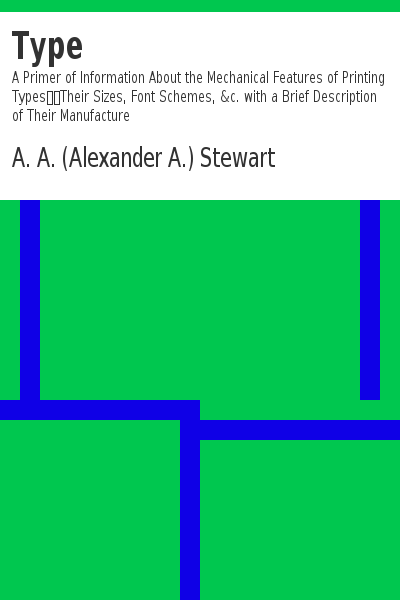 Type
A Primer of Information About the Mechanical Features of Printing
Types▯▯Their Sizes, Font Schemes, &c. with a Brief Description
of Their Manufacture
A. A. (Alexander A.) Stewart